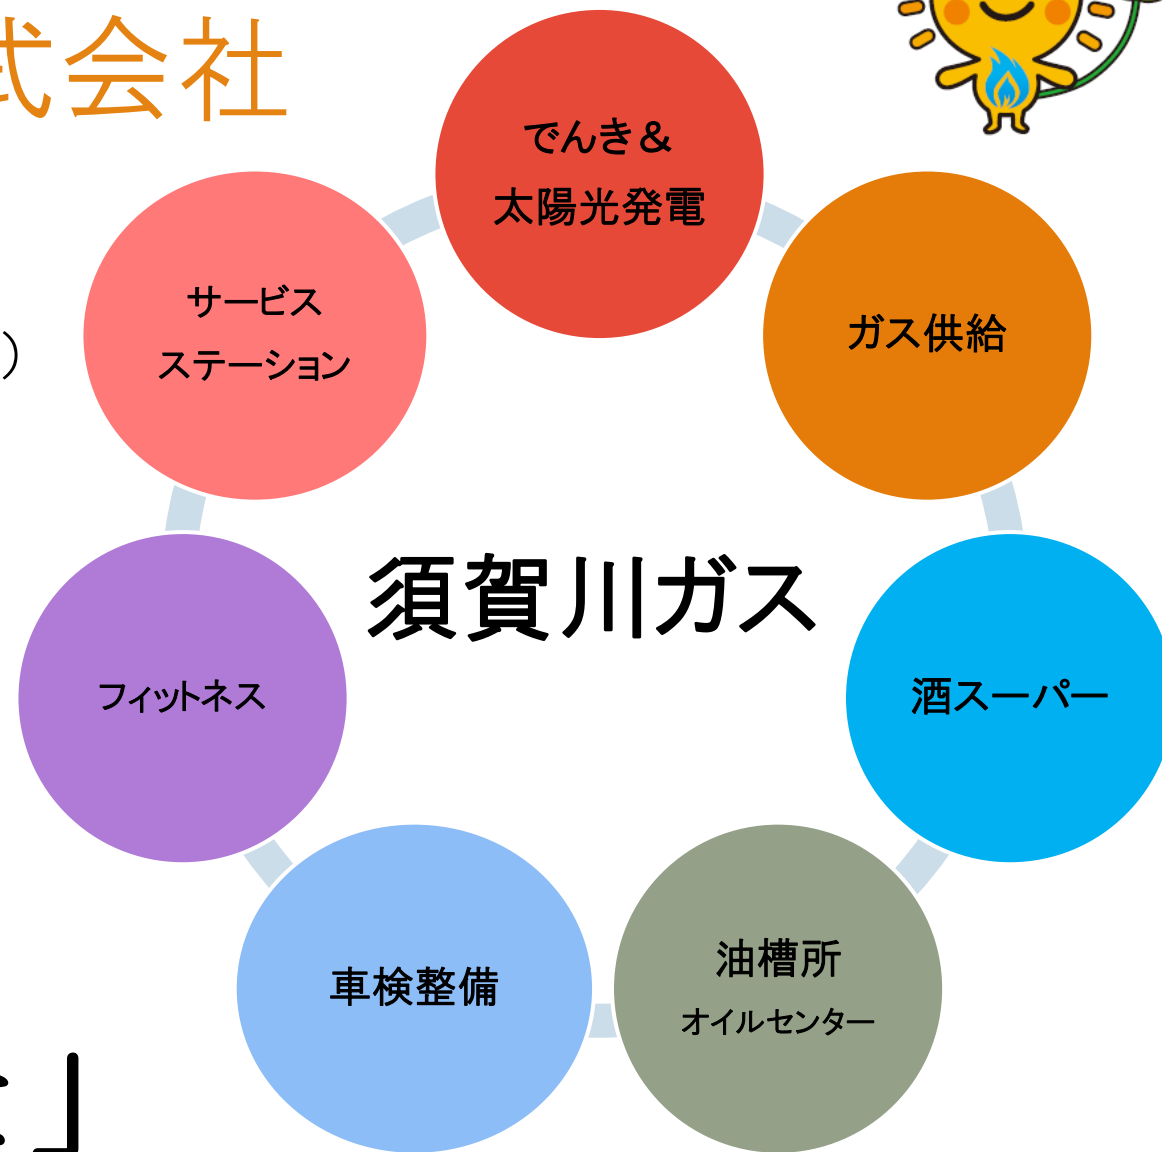 式会社
でんき&
太陽光発電
サービス
ステーション
ガス供給
)
須賀川ガス
フィットネス
酒スーパー
車検整備
油槽所
オイルセンター
」